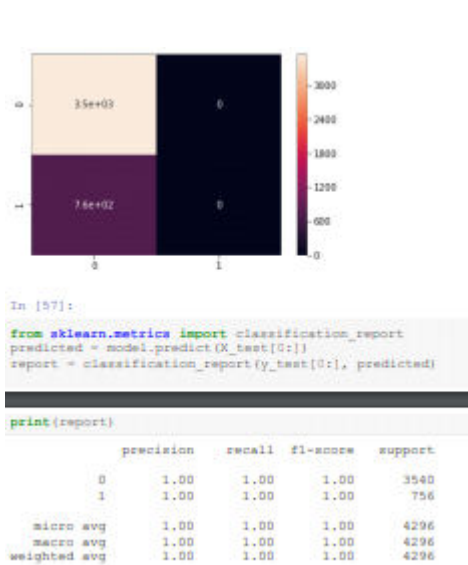 0
3.5e+03
0
3000
2400
1800
1
7.6e+02
0
1200
600
0
0
1
In [57]:
from sklearn.metrics import classification_report
predicted = model.predict(X_test[0:])
report = classification_report(y_test[0:], predicted)
print(report)
precision recall f1-score support
0 1.00 1.00 1.00 3540
1 1.00 1.00 1.00 756
micro avg 1.00 1.00 1.00 4296
macro avg 1.00 1.00 1.00 4296
weighted avg 1.00 1.00 1.00 4296